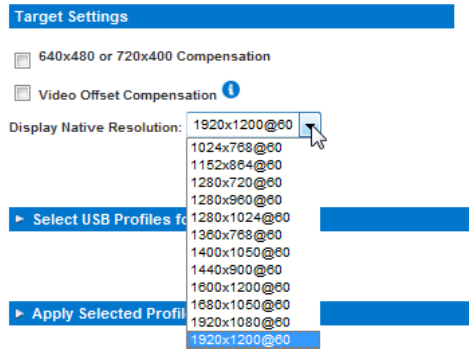 Target Settings
640x480 or 720x400 Compensation
Video Offset Compensation i
Display Native Resolution: 1920x1200@60
1024x768@60
1152x864@60
1280x720@60
1280x960@60
► Select USB Profiles fo
1280x1024@60
1360x768@60
1400x1050@60
1440x900@60
1600x1200@60
1680x1050@60
► Apply Selected Profil
1920x1080@60
1920x1200@60